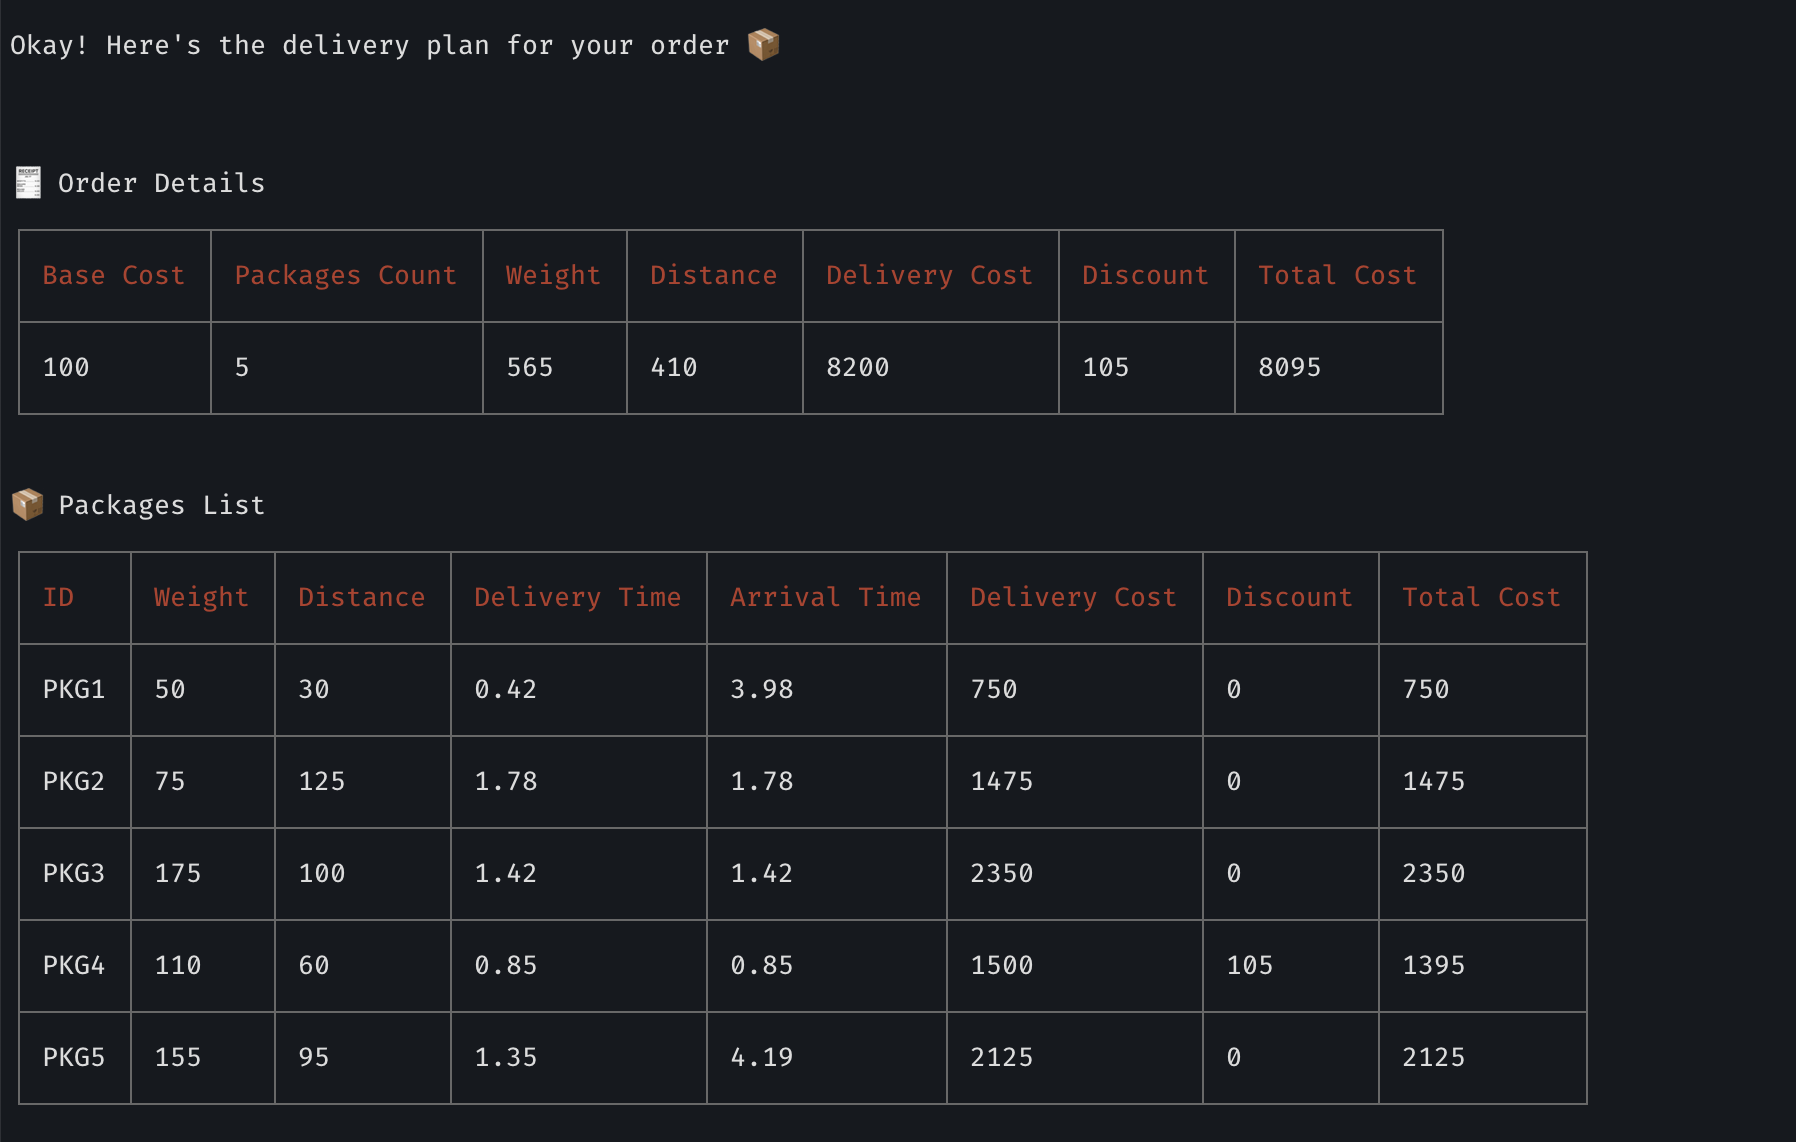 Okay! Here's the delivery plan for your order 📦
🧾 Order Details
Base Cost Packages Count Weight Distance Delivery Cost Discount Total Cost
100 5 565 410 8200 105 8095
📦 Packages List
ID Weight Distance Delivery Time Arrival Time Delivery Cost Discount Total Cost
PKG1 50 30 0.42 3.98 750 0 750
PKG2 75 125 1.78 1.78 1475 0 1475
PKG3 175 100 1.42 1.42 2350 0 2350
PKG4 110 60 0.85 0.85 1500 105 1395
PKG5 155 95 1.35 4.19 2125 0 2125